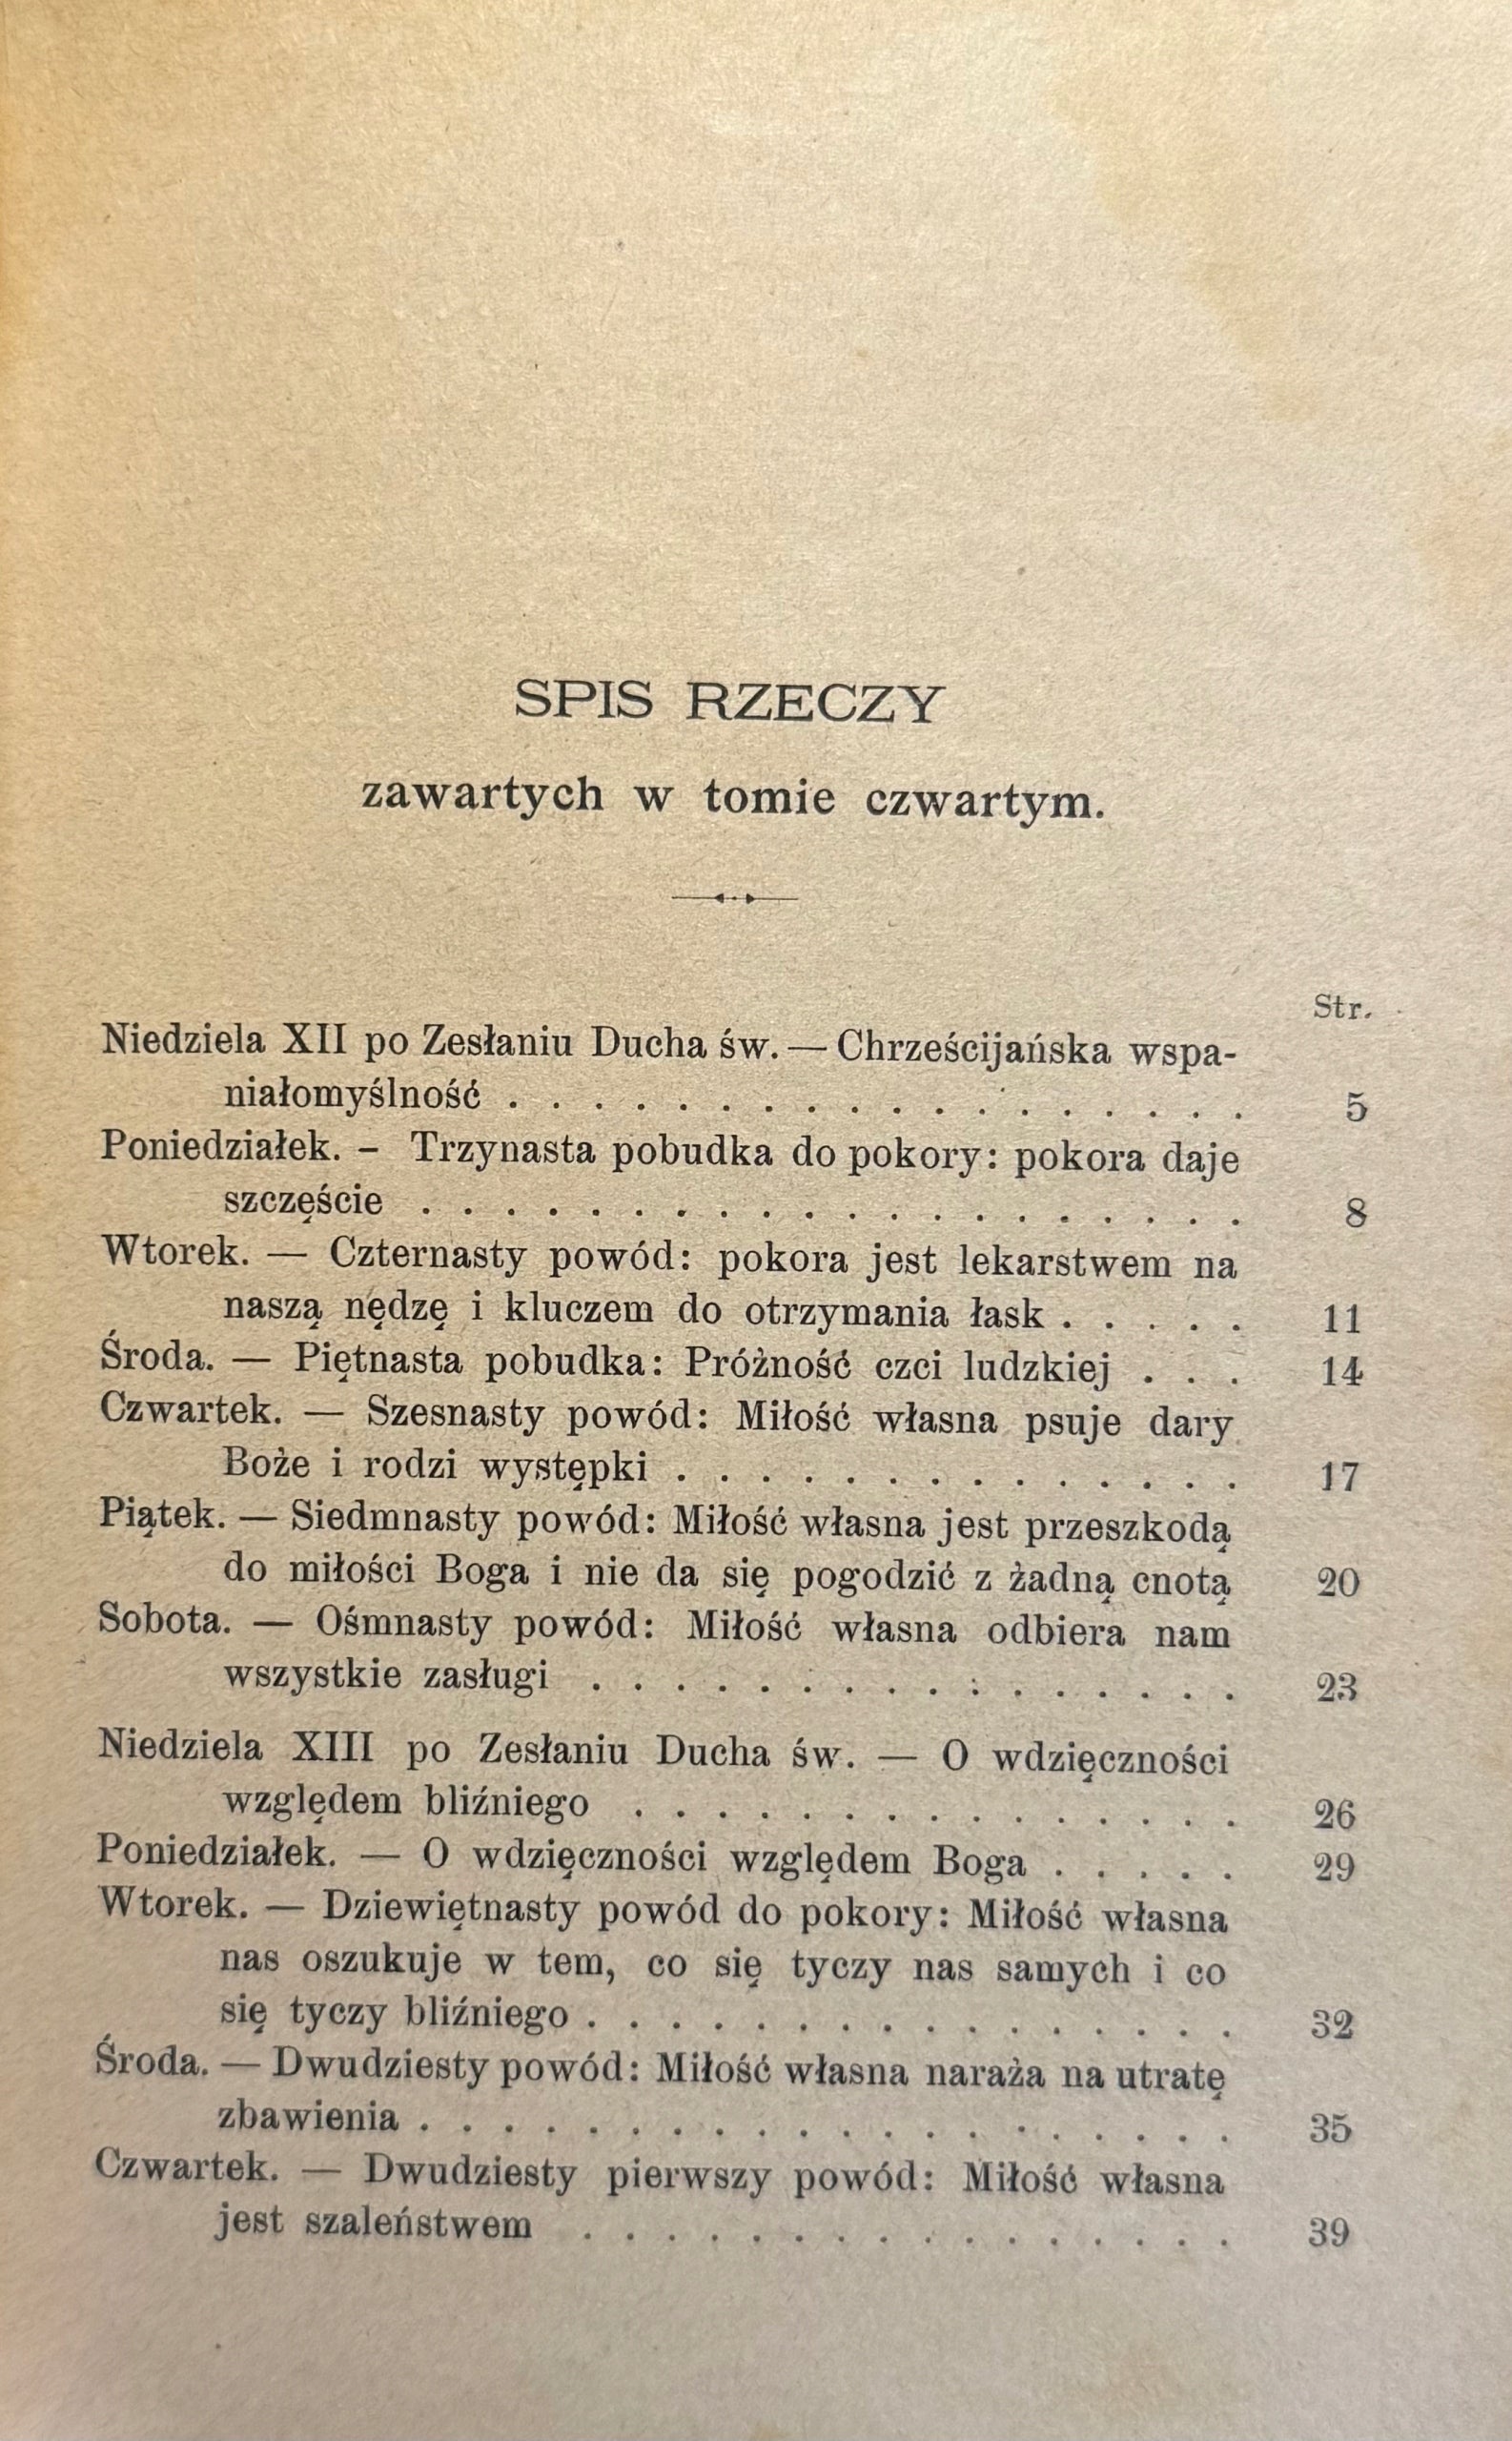 SPIS RZECZY
zawartych w tomie czwartym.
Str.
Niedziela XII po Zesłaniu Ducha św. — Chrześcijańska wspa-
niałomyślność . . . . . . . . . . . . . . . . . . 5
Poniedziałek. – Trzynasta pobudka do pokory: pokora daje
szczęście . . . . . . . . . . . . . . . . . . . . 8
Wtorek. — Czternasty powód: pokora jest lekarstwem na
naszą nędzę i kluczem do otrzymania łask . . . . . 11
Środa. — Piętnasta pobudka: Próżność czci ludzkiej . . . 14
Czwartek. — Szesnasty powód: Miłość własna psuje dary
Boże i rodzi występki . . . . . . . . . . . . . . 17
Piątek. — Siedmnasty powód: Miłość własna jest przeszkodą
do miłości Boga i nie da się pogodzić z żadną cnotą 20
Sobota. — Ośmnasty powód: Miłość własna odbiera nam
wszystkie zasługi . . . . . . . . . . . . . . . . 23
Niedziela XIII po Zesłaniu Ducha św. — O wdzięczności
względem bliźniego . . . . . . . . . . . . . . . 26
Poniedziałek. — O wdzięczności względem Boga . . . . . 29
Wtorek. — Dziewiętnasty powód do pokory: Miłość własna
nas oszukuje w tem, co się tyczy nas samych i co
się tyczy bliźniego . . . . . . . . . . . . . . . . 32
Środa. — Dwudziesty powód: Miłość własna naraża na utratę
zbawienia . . . . . . . . . . . . . . . . . . . . 35
Czwartek. — Dwudziesty pierwszy powód: Miłość własna
jest szaleństwem . . . . . . . . . . . . . . . . 39